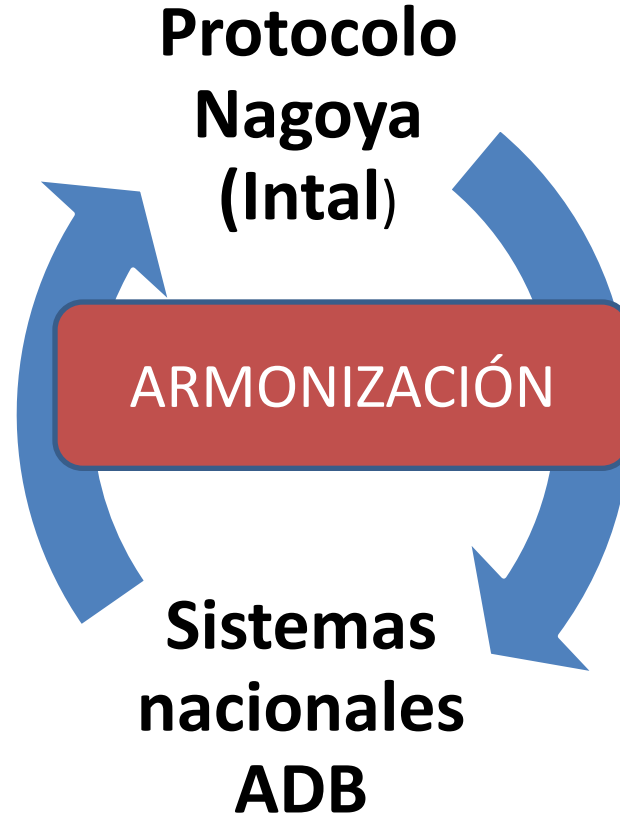 Protocolo
Nagoya
(Intal)
ARMONIZACIÓN
Sistemas
nacionales
ADB